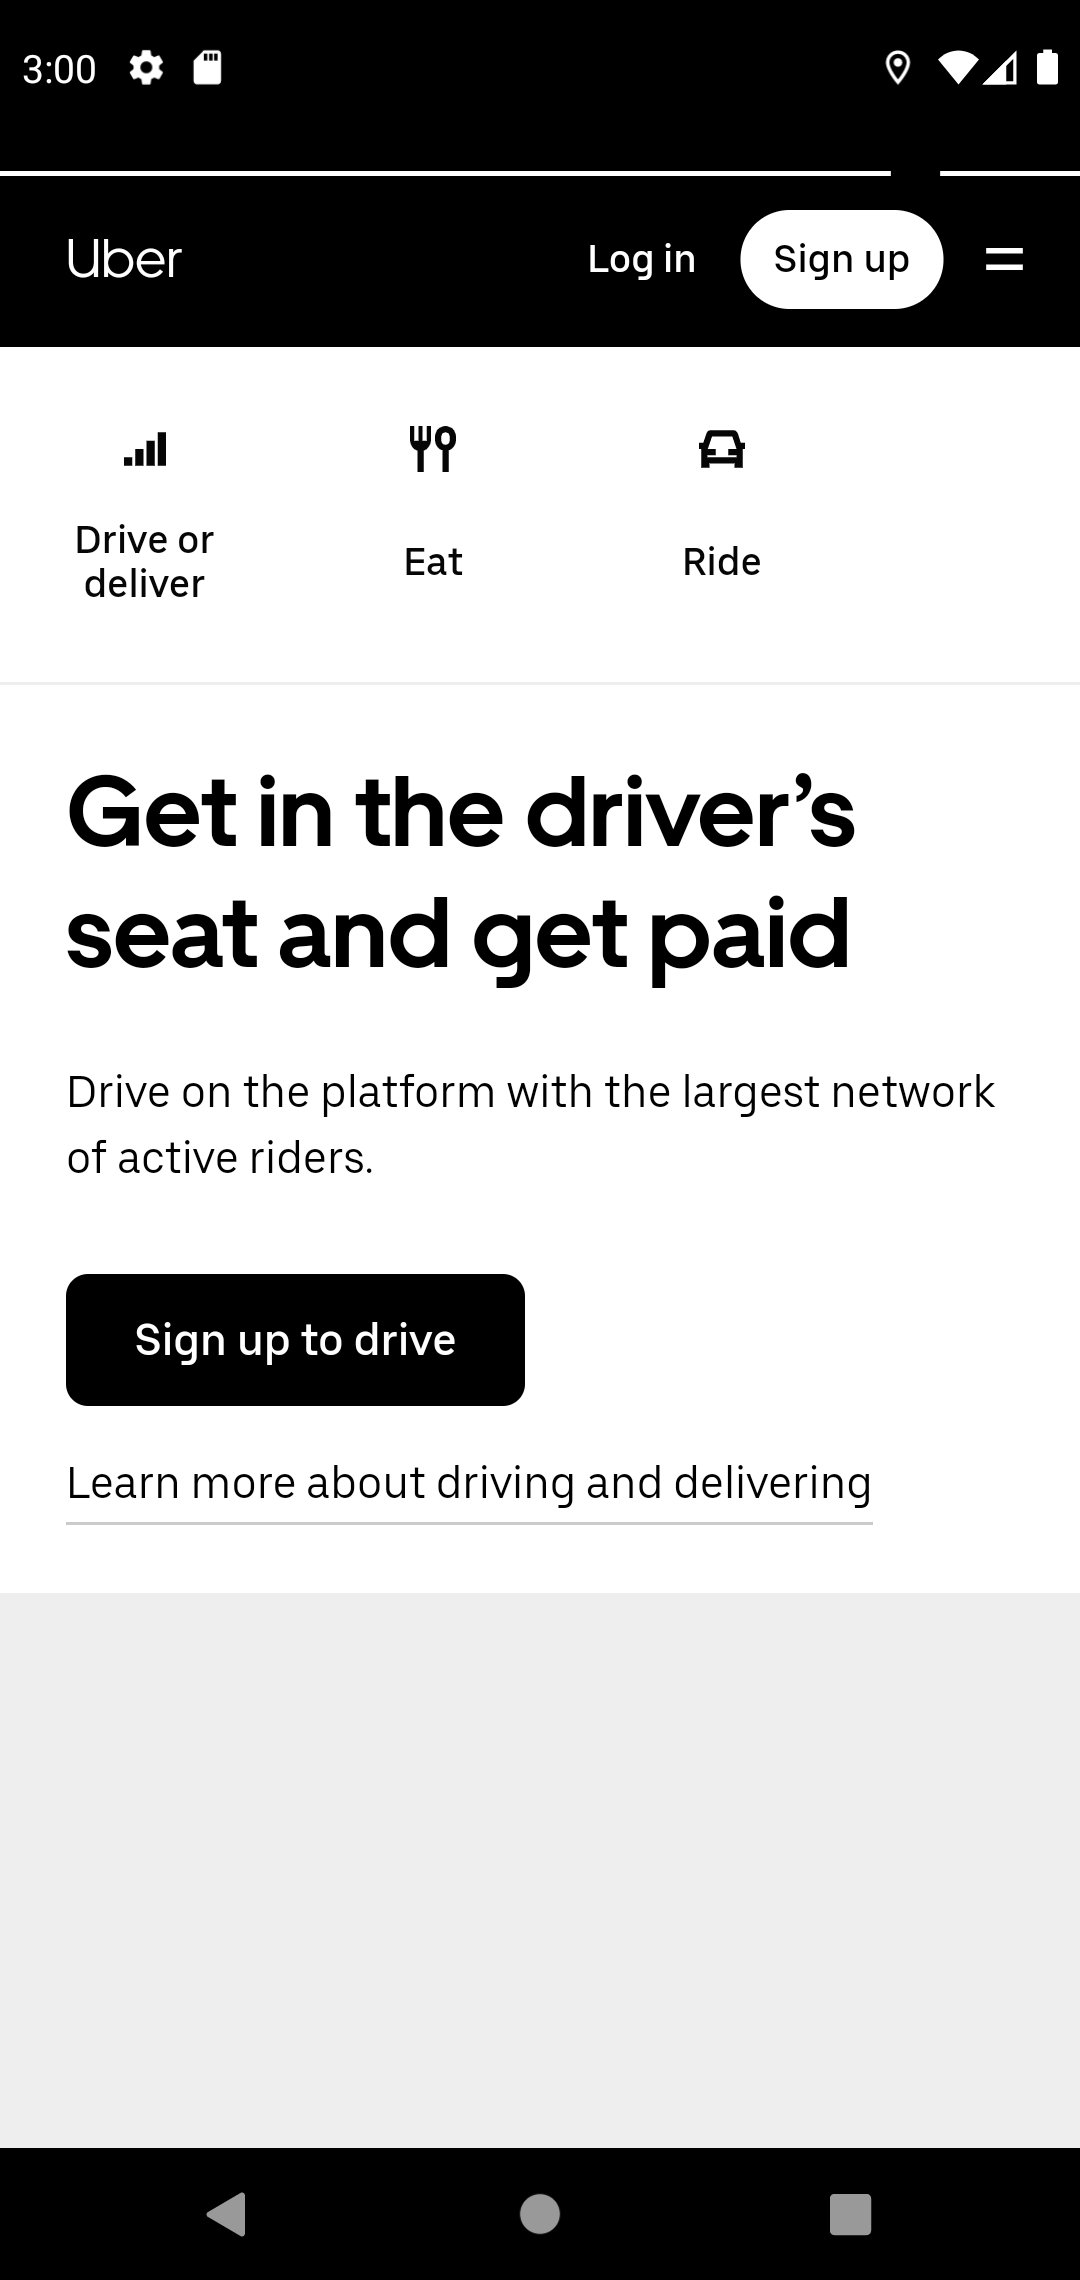 3:00
Uber
Log in
Sign up
Drive or
deliver
Eat
Ride
Get in the driver’s
seat and get paid
Drive on the platform with the largest network
of active riders.
Sign up to drive
Learn more about driving and delivering